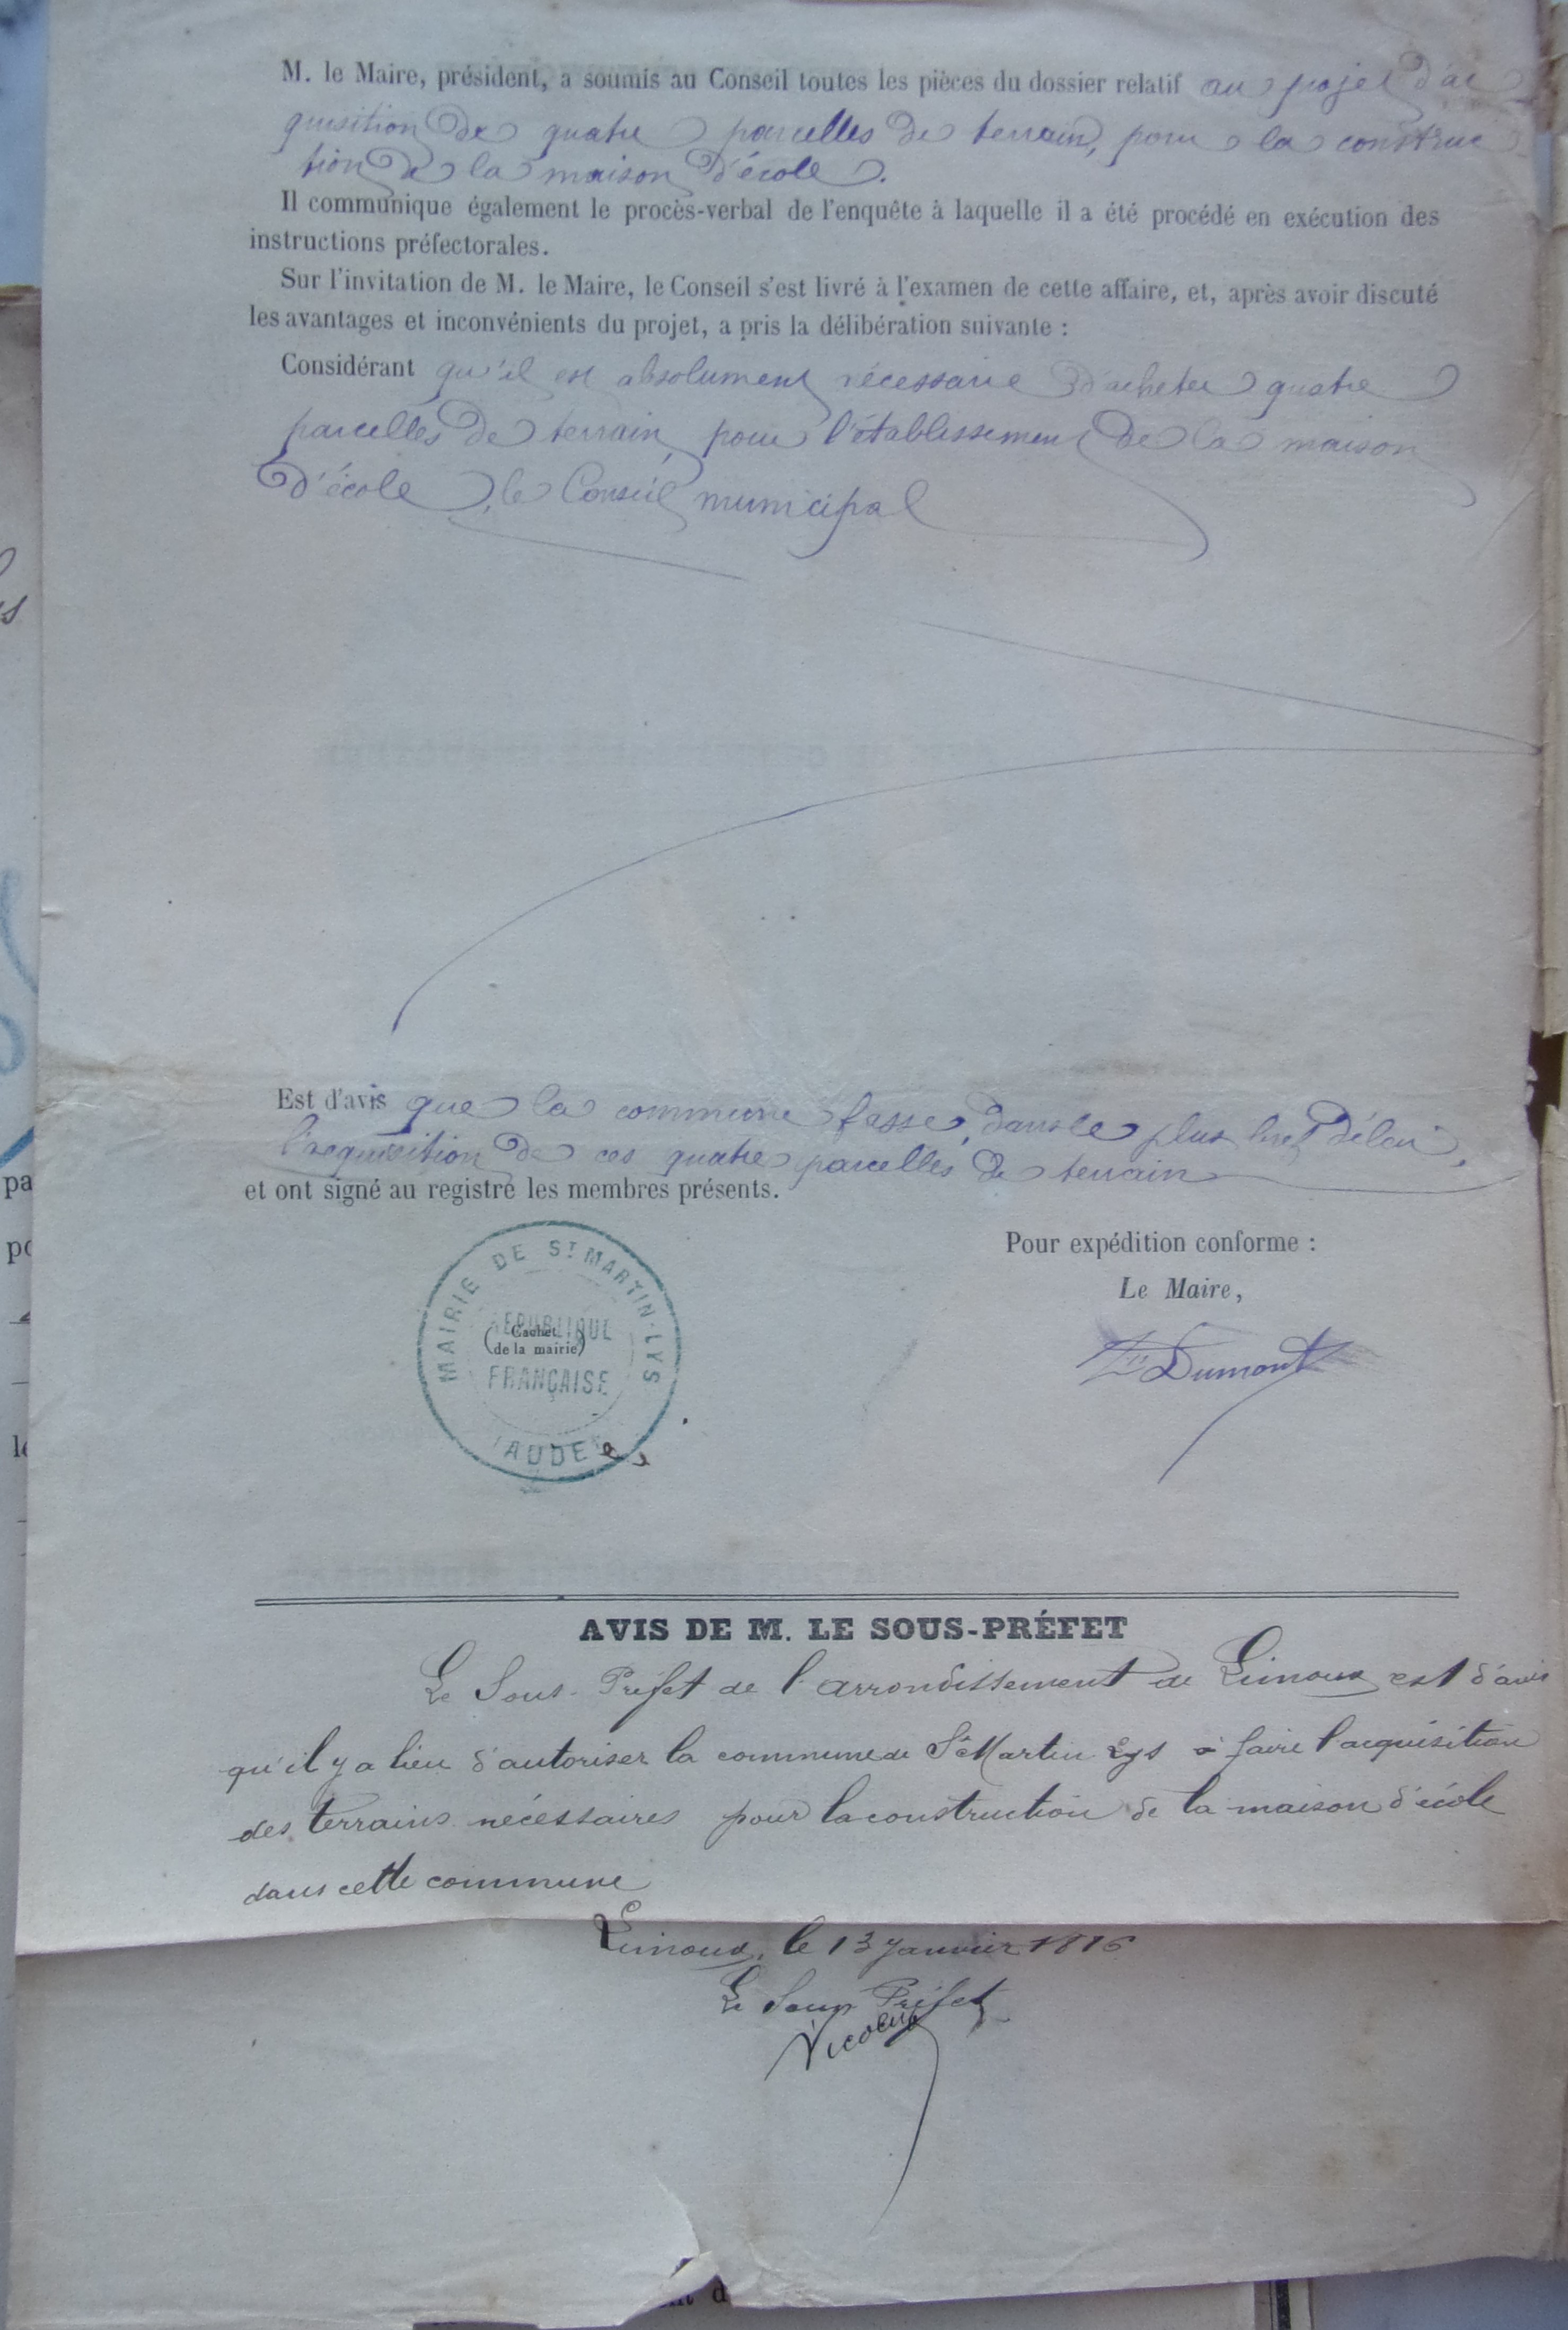 M. le Maire, président, a soumis au Conseil toutes les pièces du dossier relatif au projet d'ac
quisition de quatre parcelles de terrain, pour la construc
tion de la maison d'école.
Il communique également le procès-verbal de l'enquête à laquelle il a été procédé en exécution des
instructions préfectorales.
Sur l'invitation de M. le Maire, le Conseil s'est livré à l'examen de cette affaire, et, après avoir discuté
les avantages et inconvénients du projet, a pris la délibération suivante :
Considérant qu'il est absolument nécessaire d'acheter quatre
parcelles de terrain, pour l'établissement de la maison
d'école, le Conseil municipal
Est d'avis que la commune fasse, dans le plus bref délai,
l'acquisition de ces quatre parcelles de terrain
et ont signé au registre les membres présents.
Pour expédition conforme :
Le Maire,
Dumont
MAIRIE DE St MARTIN-LYS
REPUBLIQUE
FRANÇAISE
(Cachet
de la mairie)
AUDE
AVIS DE M. LE SOUS-PRÉFET
Le Sous-Préfet de l'arrondissement de Limoux est d'avis
qu'il y a lieu d'autoriser la commune de St Martin Lys à faire l'acquisition
des terrains nécessaires pour la construction de la maison d'école
dans cette commune
Limoux, le 13 Janvier
Le Sous Préfet
pa
po
le